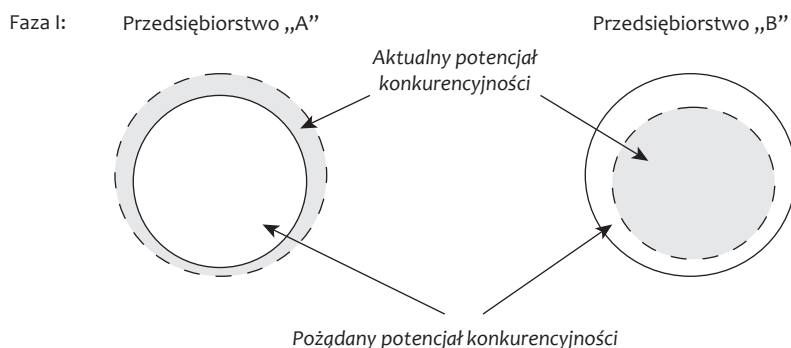 Faza I:
Przedsiębiorstwo „A”
Przedsiębiorstwo „B”
Aktualny potencjał
konkurencyjności
Pożądany potencjał konkurencyjności